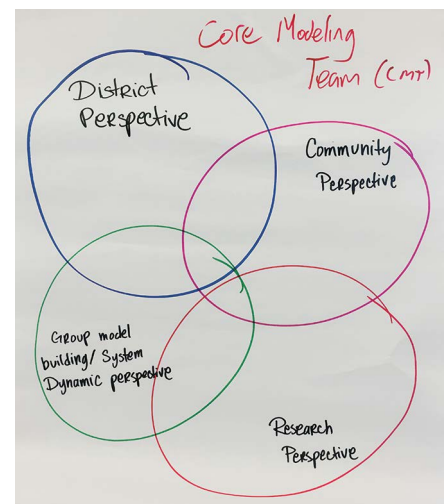 Core Modeling
Team (CMT)
District
Perspective
Community
Perspective
Group model
building/System
Dynamic perspective
Research
Perspective